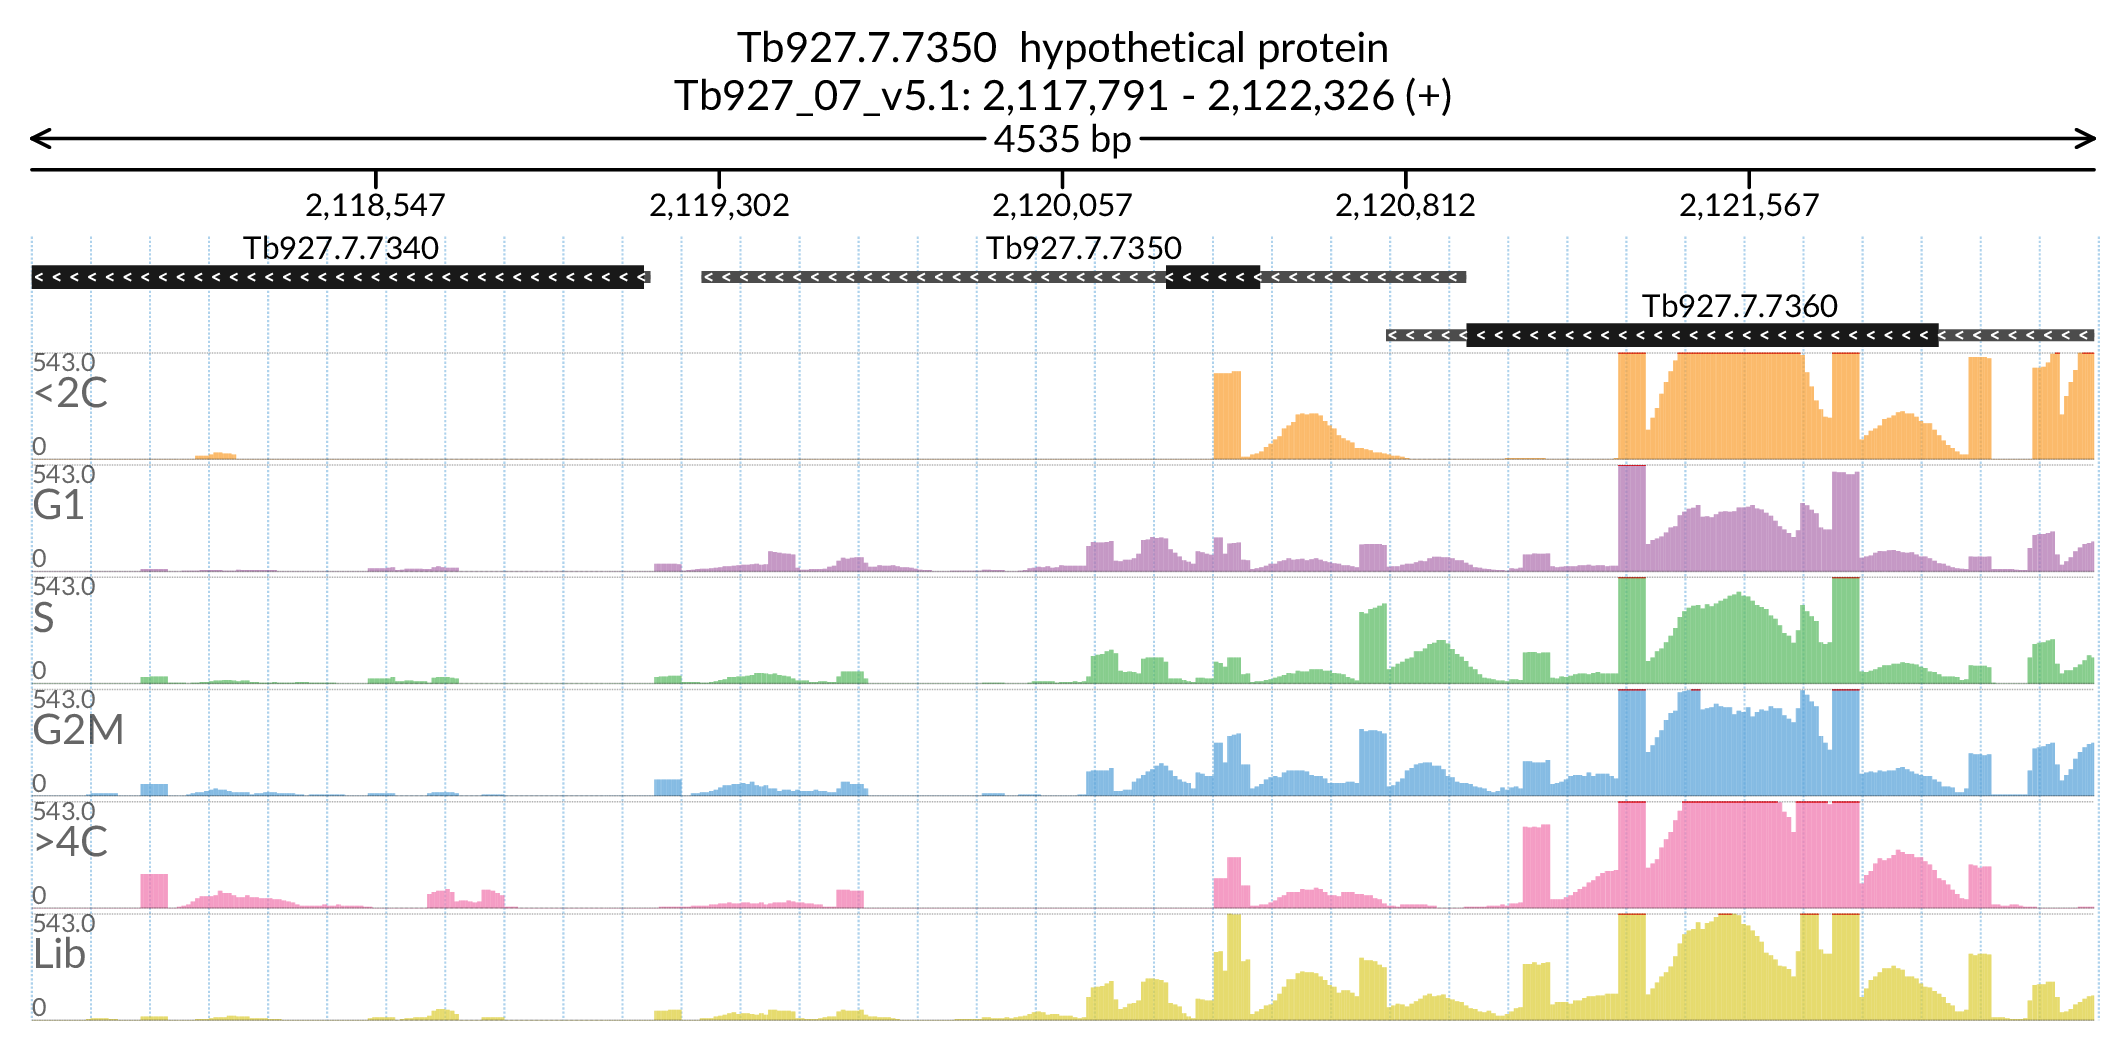 Tb927.7.7350  hypothetical protein
Tb927_07_v5.1: 2,117,791 - 2,122,326 (+)
4535 bp
2,118,547 2,119,302 2,120,057 2,120,812 2,121,567
Tb927.7.7340 Tb927.7.7350
Tb927.7.7360
543.0
<2C
0
543.0
G1
0
543.0
S
0
543.0
G2M
0
543.0
>4C
0
543.0
Lib
0